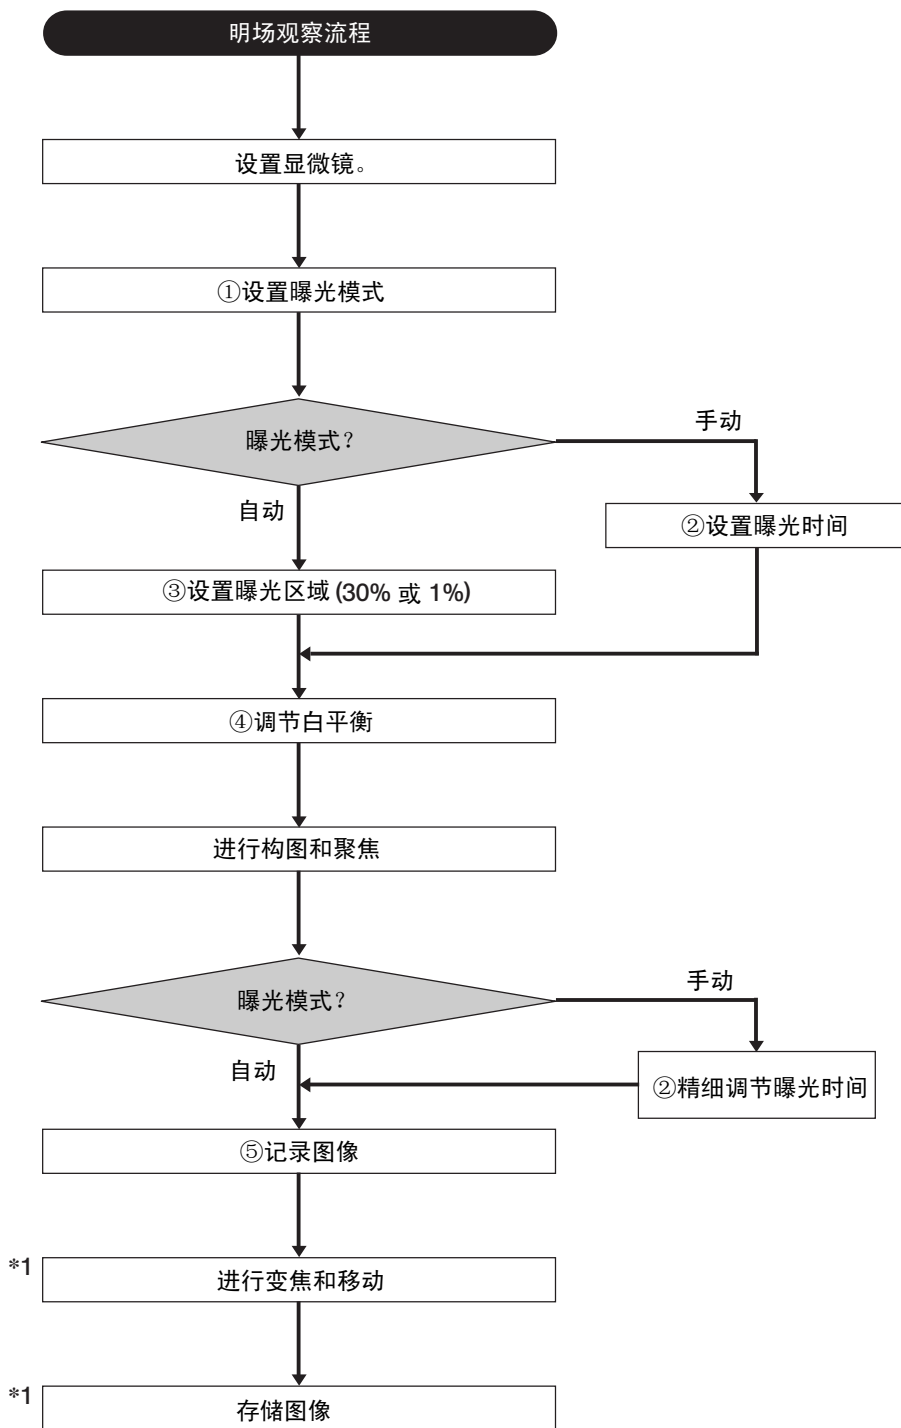 明场观察流程
设置显微镜。
①设置曝光模式
曝光模式?
手动
自动
②设置曝光时间
③设置曝光区域 (30% 或 1%)
④调节白平衡
进行构图和聚焦
曝光模式?
手动
自动
②精细调节曝光时间
⑤记录图像
*1
进行变焦和移动
*1
存储图像